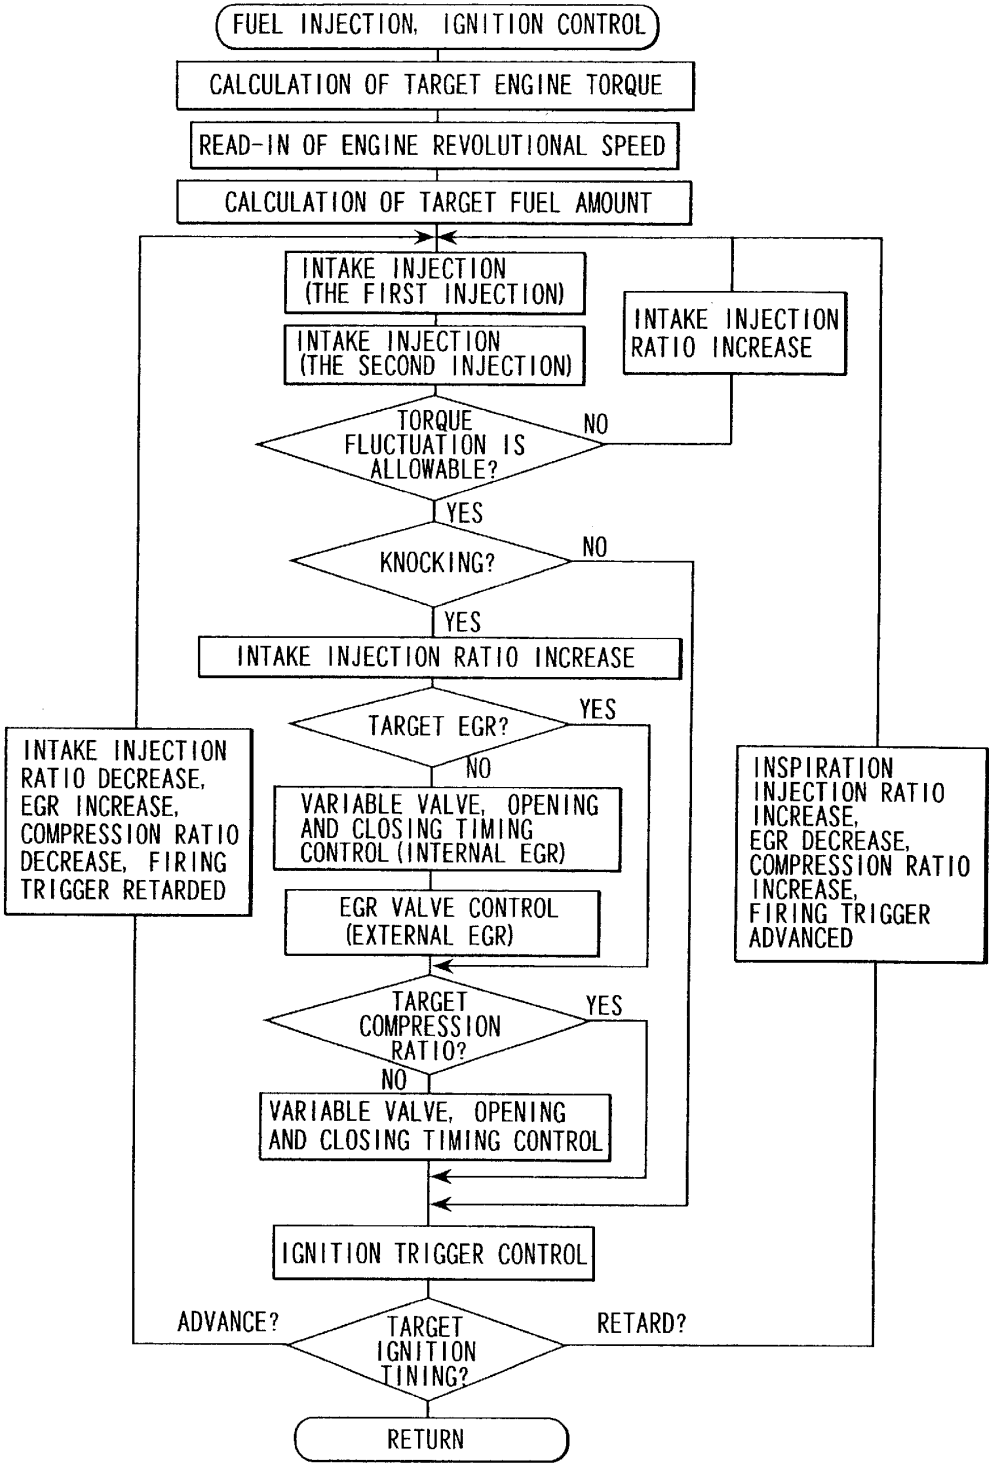 FUEL INJECTION, IGNITION CONTROL
CALCULATION OF TARGET ENGINE TORQUE
READ-IN OF ENGINE REVOLUTIONAL SPEED
CALCULATION OF TARGET FUEL AMOUNT
INTAKE INJECTION
(THE FIRST INJECTION)
INTAKE INJECTION
RATIO INCREASE
INTAKE INJECTION
(THE SECOND INJECTION)
TORQUE
FLUCTUATION IS
ALLOWABLE?
NO
YES
KNOCKING?
NO
YES
INTAKE INJECTION RATIO INCREASE
TARGET EGR?
YES
NO
INTAKE INJECTION
RATIO DECREASE,
EGR INCREASE,
COMPRESSION RATIO
DECREASE, FIRING
TRIGGER RETARDED
VARIABLE VALVE, OPENING
AND CLOSING TIMING
CONTROL (INTERNAL EGR)
INSPIRATION
INJECTION RATIO
INCREASE,
EGR DECREASE,
COMPRESSION RATIO
INCREASE,
FIRING TRIGGER
ADVANCED
EGR VALVE CONTROL
(EXTERNAL EGR)
TARGET
COMPRESSION
RATIO?
YES
NO
VARIABLE VALVE, OPENING
AND CLOSING TIMING CONTROL
IGNITION TRIGGER CONTROL
ADVANCE?
TARGET
IGNITION
TINING?
RETARD?
RETURN